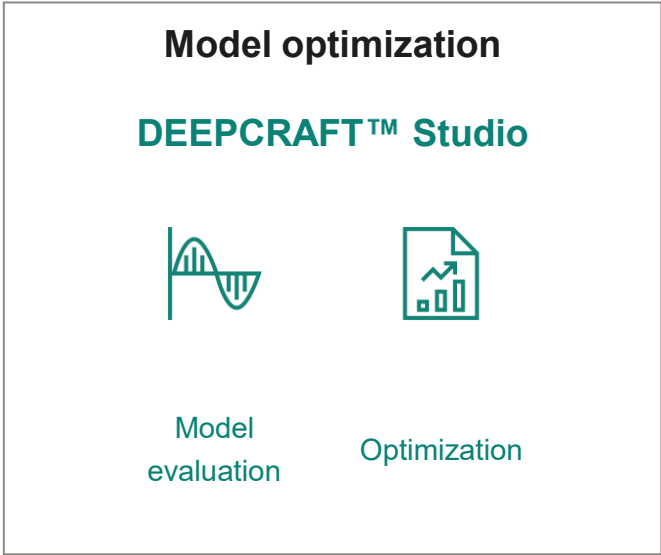 Model optimization
DEEPCRAFT™ Studio
Model
evaluation
Optimization